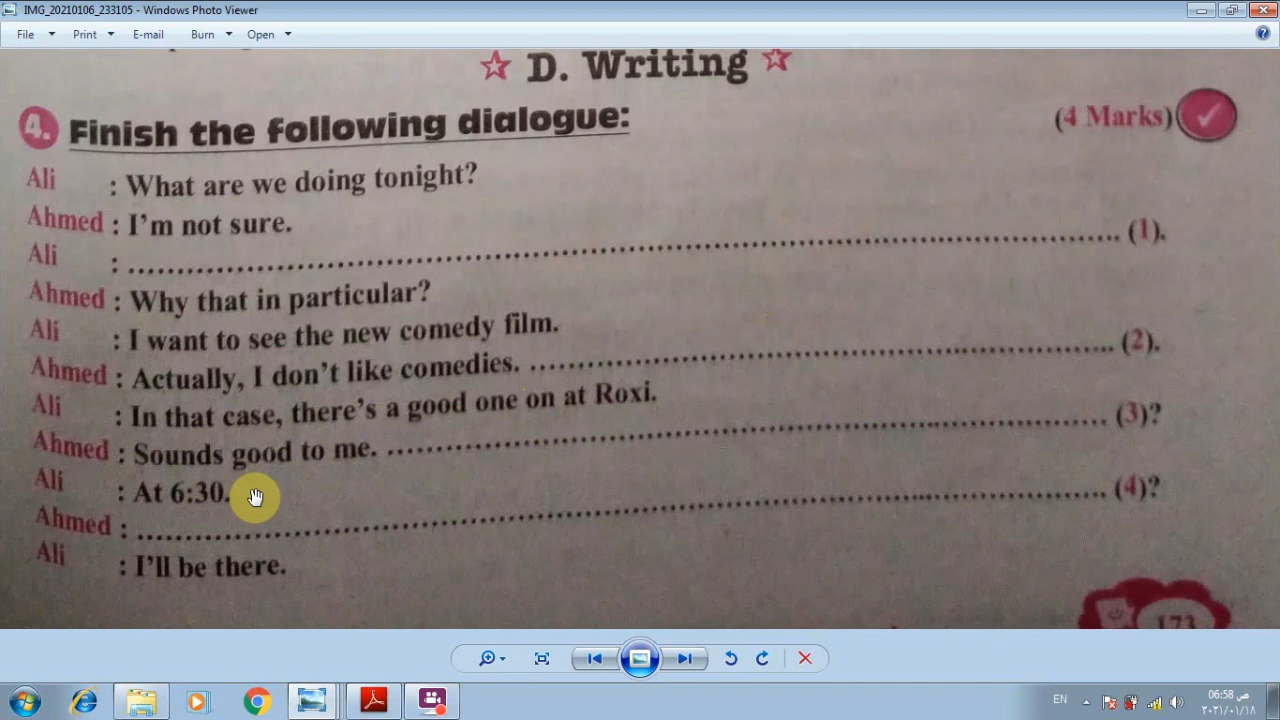 IMG_20210106_233105 - Windows Photo Viewer
File Print E-mail Burn Open
☆ D. Writing ☆
4. Finish the following dialogue: (4 Marks)
Ali : What are we doing tonight?
Ahmed : I'm not sure.
Ali : ........................................ (1).
Ahmed : Why that in particular?
Ali : I want to see the new comedy film.
Ahmed : Actually, I don't like comedies. ........................................ (2).
Ali : In that case, there's a good one on at Roxi.
Ahmed : Sounds good to me. ........................................ (3)?
Ali : At 6:30.
Ahmed : ........................................ (4)?
Ali : I'll be there.
173
EN
06:58 ص
٢٠٢١/٠١/١٨